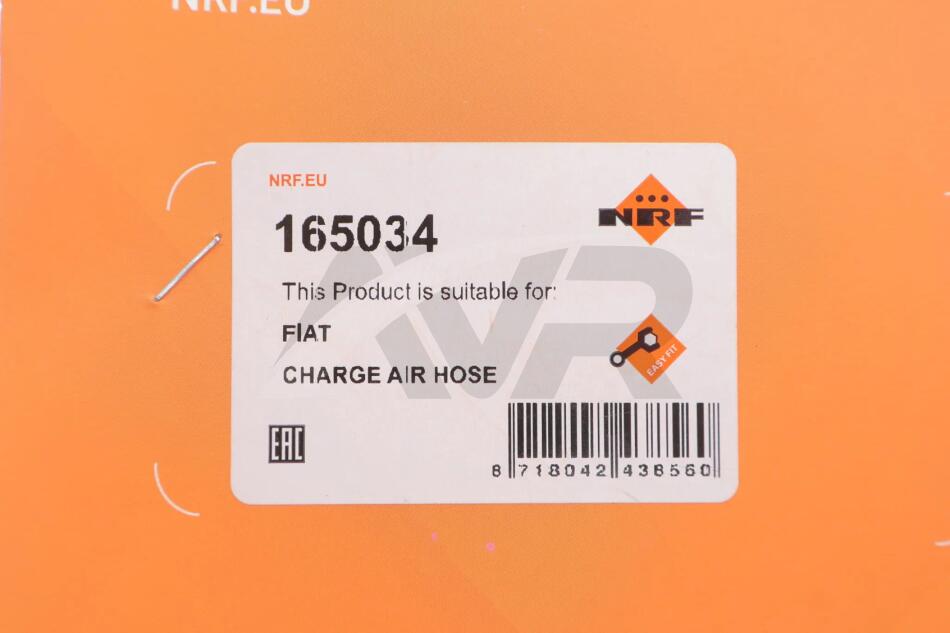 NRF.EU
NRF.EU
165034
NRF
This Product is suitable for:
FIAT
CHARGE AIR HOSE
EASY FIT
EAC
8 718042 438560